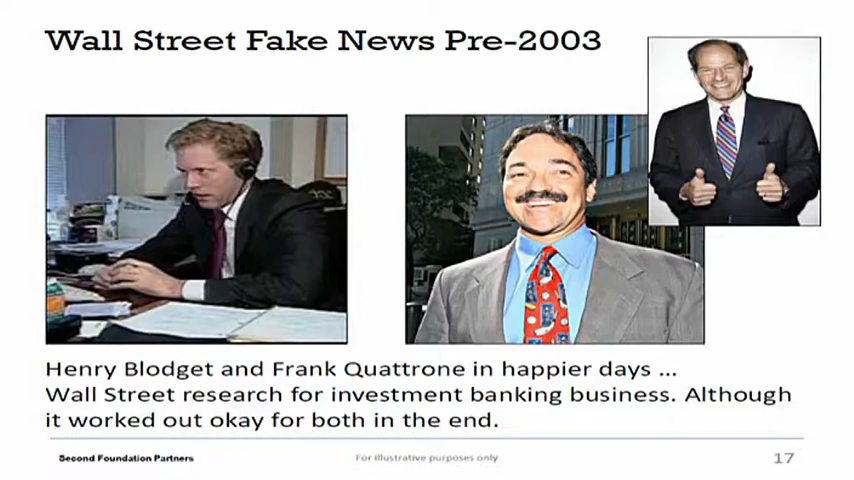 Wall Street Fake News Pre-2003
Henry Blodget and Frank Quattrone in happier days ...
Wall Street research for investment banking business. Although
it worked out okay for both in the end.
Second Foundation Partners
For illustrative purposes only
17